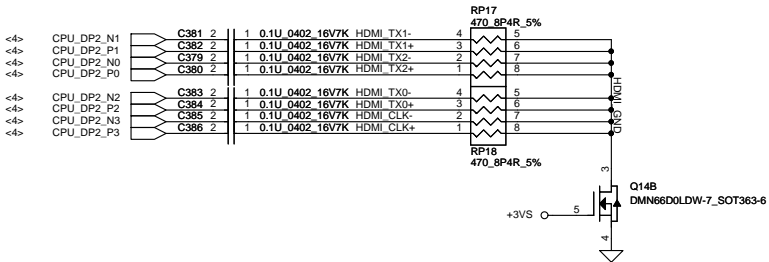 RP17
470_8P4R_5%
<4> CPU_DP2_N1 C381 2 1 0.1U_0402_16V7K HDMI_TX1- 4 5
<4> CPU_DP2_P1 C382 2 1 0.1U_0402_16V7K HDMI_TX1+ 3 6
<4> CPU_DP2_N0 C379 2 1 0.1U_0402_16V7K HDMI_TX2- 2 7
<4> CPU_DP2_P0 C380 2 1 0.1U_0402_16V7K HDMI_TX2+ 1 8
<4> CPU_DP2_N2 C383 2 1 0.1U_0402_16V7K HDMI_TX0- 4 5
<4> CPU_DP2_P2 C384 2 1 0.1U_0402_16V7K HDMI_TX0+ 3 6
<4> CPU_DP2_N3 C385 2 1 0.1U_0402_16V7K HDMI_CLK- 2 7
<4> CPU_DP2_P3 C386 2 1 0.1U_0402_16V7K HDMI_CLK+ 1 8
HDMI_GND
RP18
470_8P4R_5%
3
Q14B
DMN66D0LDW-7_SOT363-6
+3VS 5
4